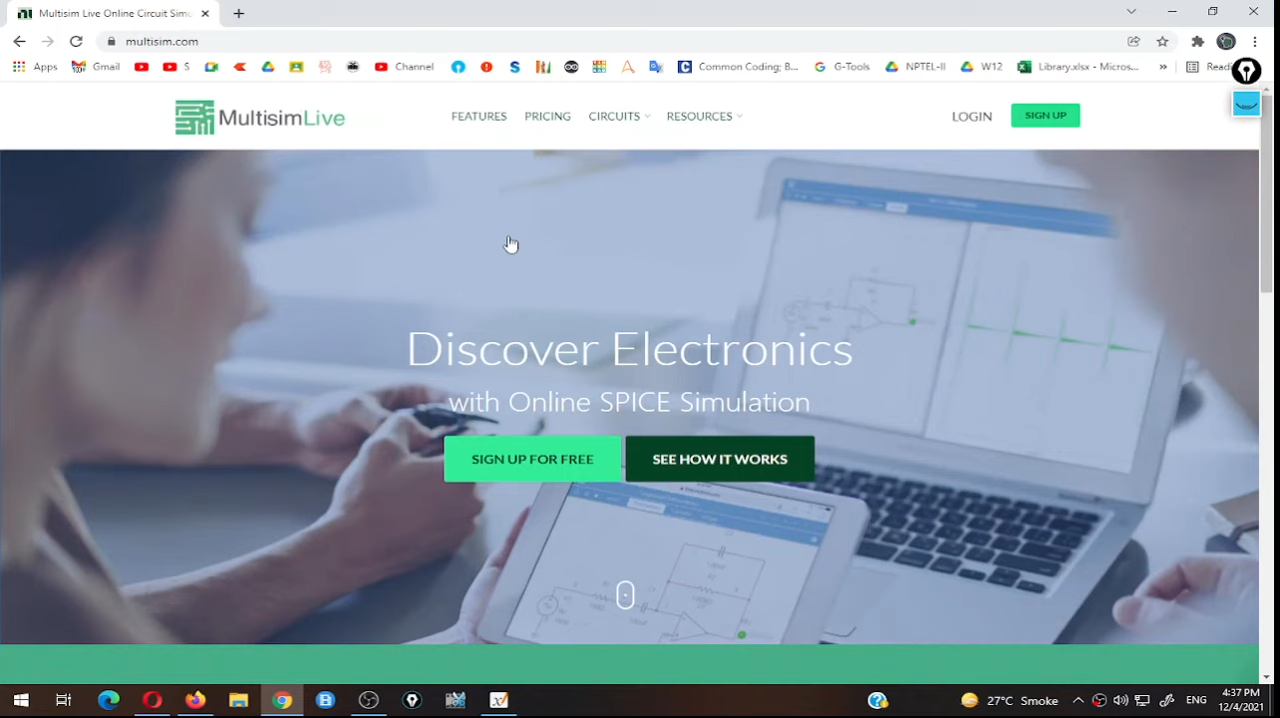 Multisim Live Online Circuit Simu
multisim.com
Apps
Gmail
S
Channel
Common Coding; B...
G-Tools
NPTEL-II
W12
Library.xlsx - Micros...
»
MultisimLive
FEATURES
PRICING
CIRCUITS
RESOURCES
LOGIN
SIGN UP
Discover Electronics
with Online SPICE Simulation
SIGN UP FOR FREE
SEE HOW IT WORKS
27°C Smoke
ENG
4:37 PM
12/4/2021